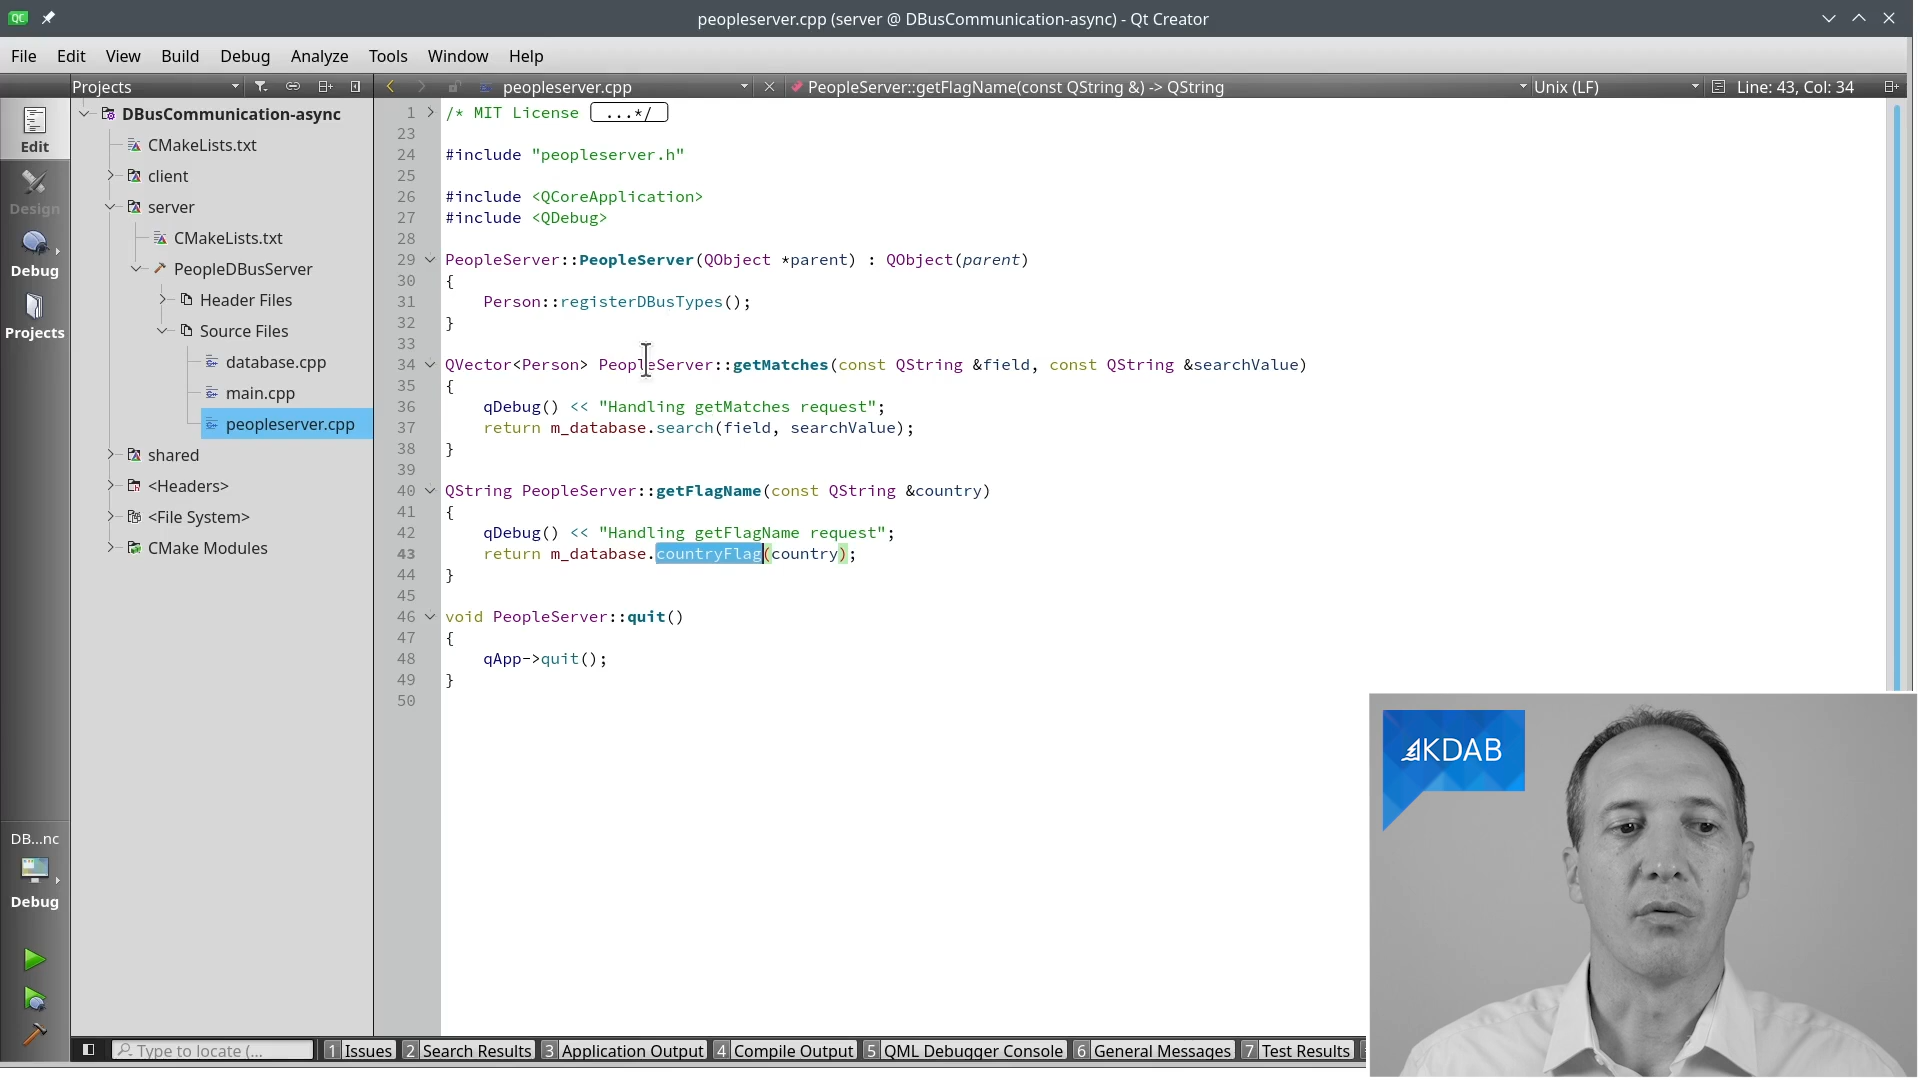 QC
peopleserver.cpp (server @ DBusCommunication-async) - Qt Creator
File Edit View Build Debug Analyze Tools Window Help
Projects peopleserver.cpp PeopleServer::getFlagName(const QString &) -> QString Unix (LF) Line: 43, Col: 34
Edit
Design
Debug
Projects
DB...nc
Debug
DBusCommunication-async
CMakeLists.txt
client
server
CMakeLists.txt
PeopleDBusServer
Header Files
Source Files
database.cpp
main.cpp
peopleserver.cpp
shared
<Headers>
<File System>
CMake Modules
1 /* MIT License ...*/
23
24 #include "peopleserver.h"
25
26 #include <QCoreApplication>
27 #include <QDebug>
28
29 PeopleServer::PeopleServer(QObject *parent) : QObject(parent)
30 {
31 Person::registerDBusTypes();
32 }
33
34 QVector<Person> PeopleServer::getMatches(const QString &field, const QString &searchValue)
35 {
36 qDebug() << "Handling getMatches request";
37 return m_database.search(field, searchValue);
38 }
39
40 QString PeopleServer::getFlagName(const QString &country)
41 {
42 qDebug() << "Handling getFlagName request";
43 return m_database.countryFlag(country);
44 }
45
46 void PeopleServer::quit()
47 {
48 qApp->quit();
49 }
50
KDAB
Type to locate (... 1 Issues 2 Search Results 3 Application Output 4 Compile Output 5 QML Debugger Console 6 General Messages 7 Test Results